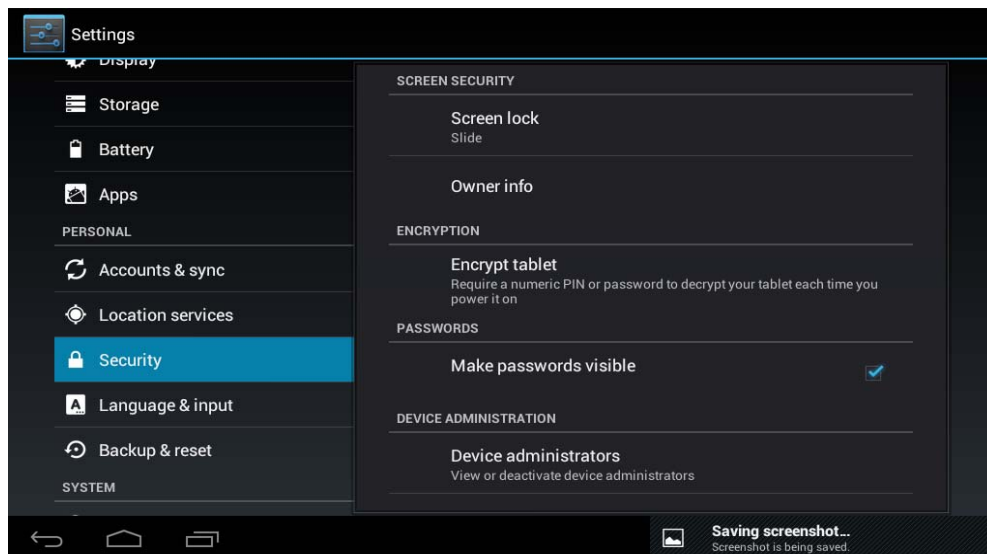 Settings
Display
Storage
Battery
Apps
PERSONAL
Accounts & sync
Location services
Security
Language & input
Backup & reset
SYSTEM
SCREEN SECURITY
Screen lock
Slide
Owner info
ENCRYPTION
Encrypt tablet
Require a numeric PIN or password to decrypt your tablet each time you
power it on
PASSWORDS
Make passwords visible
DEVICE ADMINISTRATION
Device administrators
View or deactivate device administrators
Saving screenshot...
Screenshot is being saved.